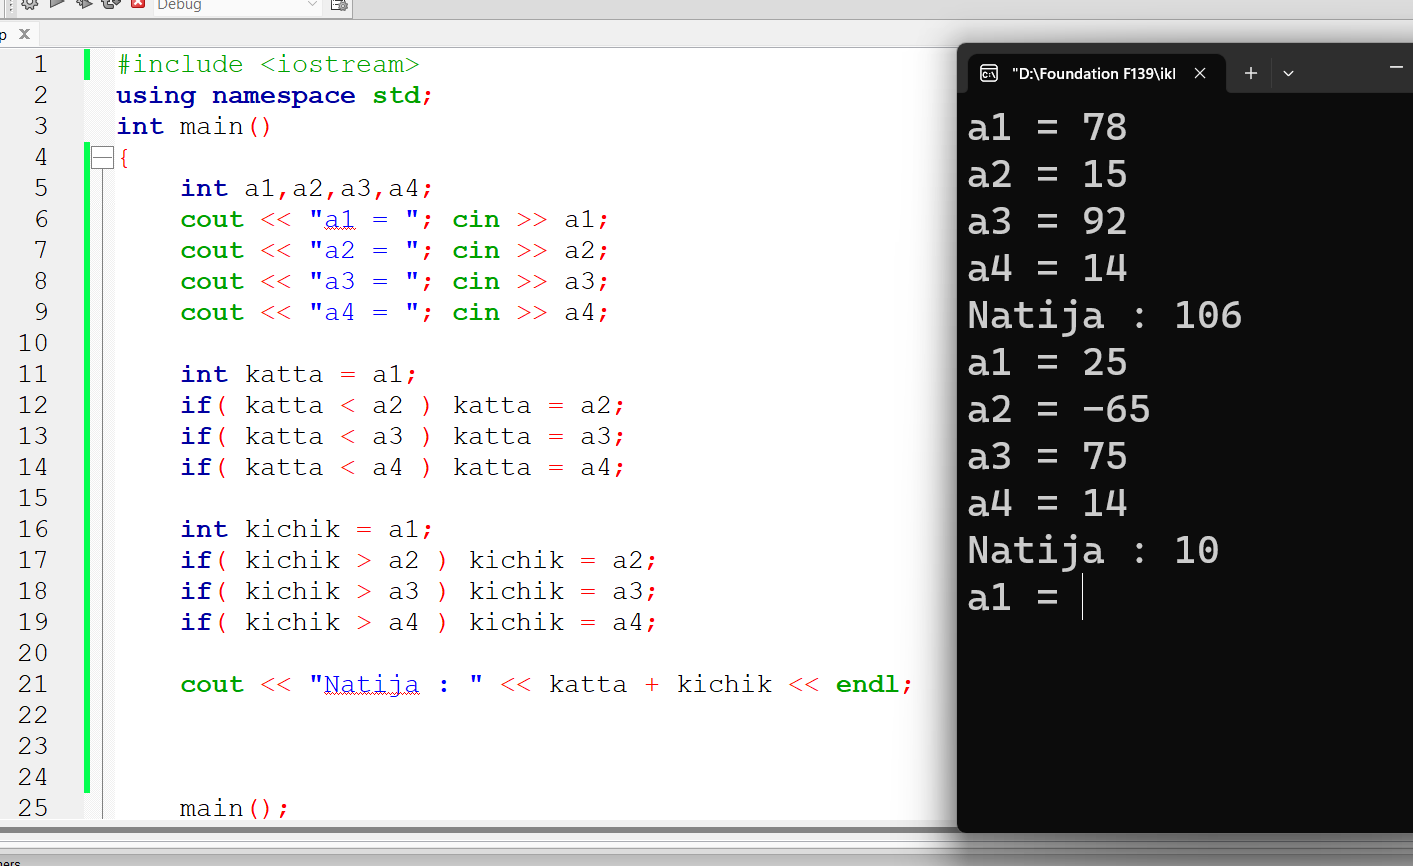 Debug
p X
1 #include <iostream>
2 using namespace std;
3 int main()
4 {
5 int a1,a2,a3,a4;
6 cout << "a1 = "; cin >> a1;
7 cout << "a2 = "; cin >> a2;
8 cout << "a3 = "; cin >> a3;
9 cout << "a4 = "; cin >> a4;
10
11 int katta = a1;
12 if( katta < a2 ) katta = a2;
13 if( katta < a3 ) katta = a3;
14 if( katta < a4 ) katta = a4;
15
16 int kichik = a1;
17 if( kichik > a2 ) kichik = a2;
18 if( kichik > a3 ) kichik = a3;
19 if( kichik > a4 ) kichik = a4;
20
21 cout << "Natija : " << katta + kichik << endl;
22
23
24
25 main();
"D:\Foundation F139\ikl
a1 = 78
a2 = 15
a3 = 92
a4 = 14
Natija : 106
a1 = 25
a2 = -65
a3 = 75
a4 = 14
Natija : 10
a1 =